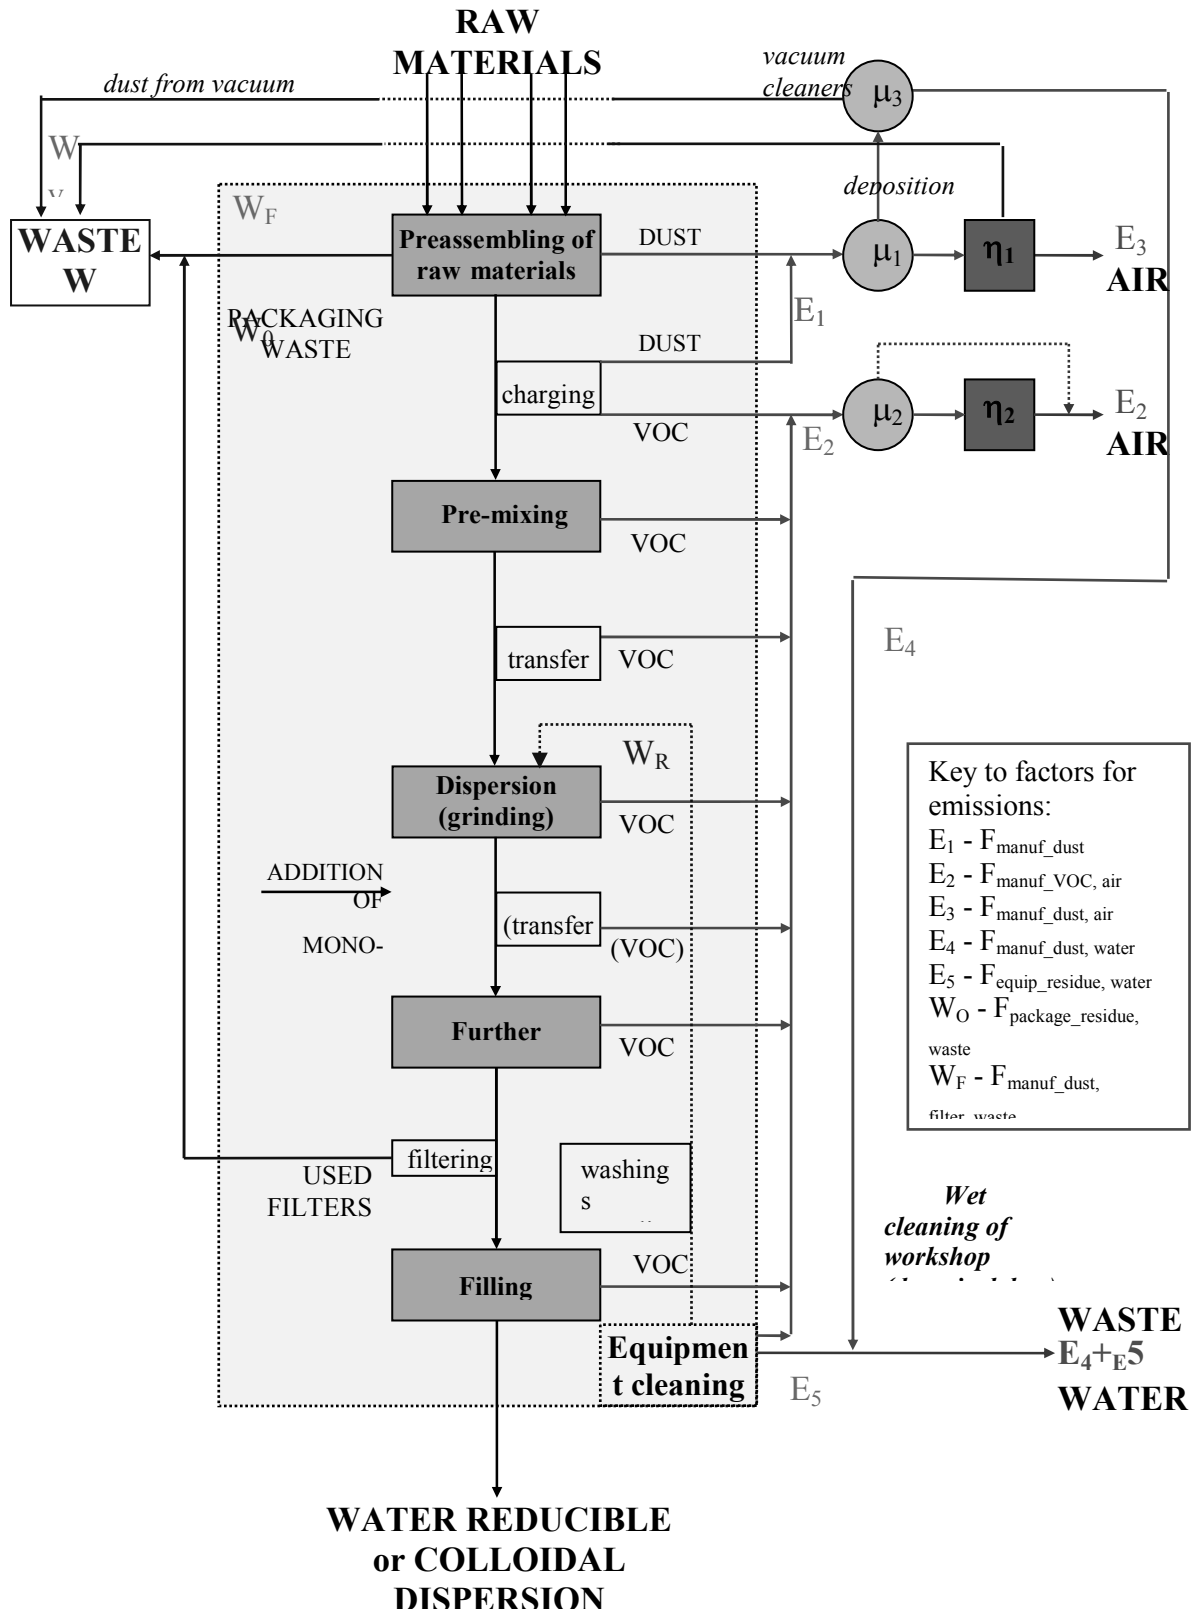 RAW
MATERIALS
dust from vacuum
vacuum
cleaners
μ3
W
deposition
WF
WASTE
W
Preassembling of
raw materials
DUST
μ1
η1
E3
AIR
PACKAGING
W0
WASTE
E1
DUST
charging
VOC
E2
μ2
η2
E2
AIR
Pre-mixing
VOC
transfer
VOC
E4
WR
Dispersion
(grinding)
VOC
ADDITION
OF
MONO-
(transfer
(VOC)
Further
VOC
Key to factors for
emissions:
E1 - Fmanuf_dust
E2 - Fmanuf_VOC, air
E3 - Fmanuf_dust, air
E4 - Fmanuf_dust, water
E5 - Fequip_residue, water
WO - Fpackage_residue,
waste
WF - Fmanuf_dust,
filter_waste
filtering
USED
FILTERS
washing
s
Wet
cleaning of
workshop
Filling
VOC
Equipmen
t cleaning
E5
WASTE
E4+E5
WATER
WATER REDUCIBLE
or COLLOIDAL
DISPERSION